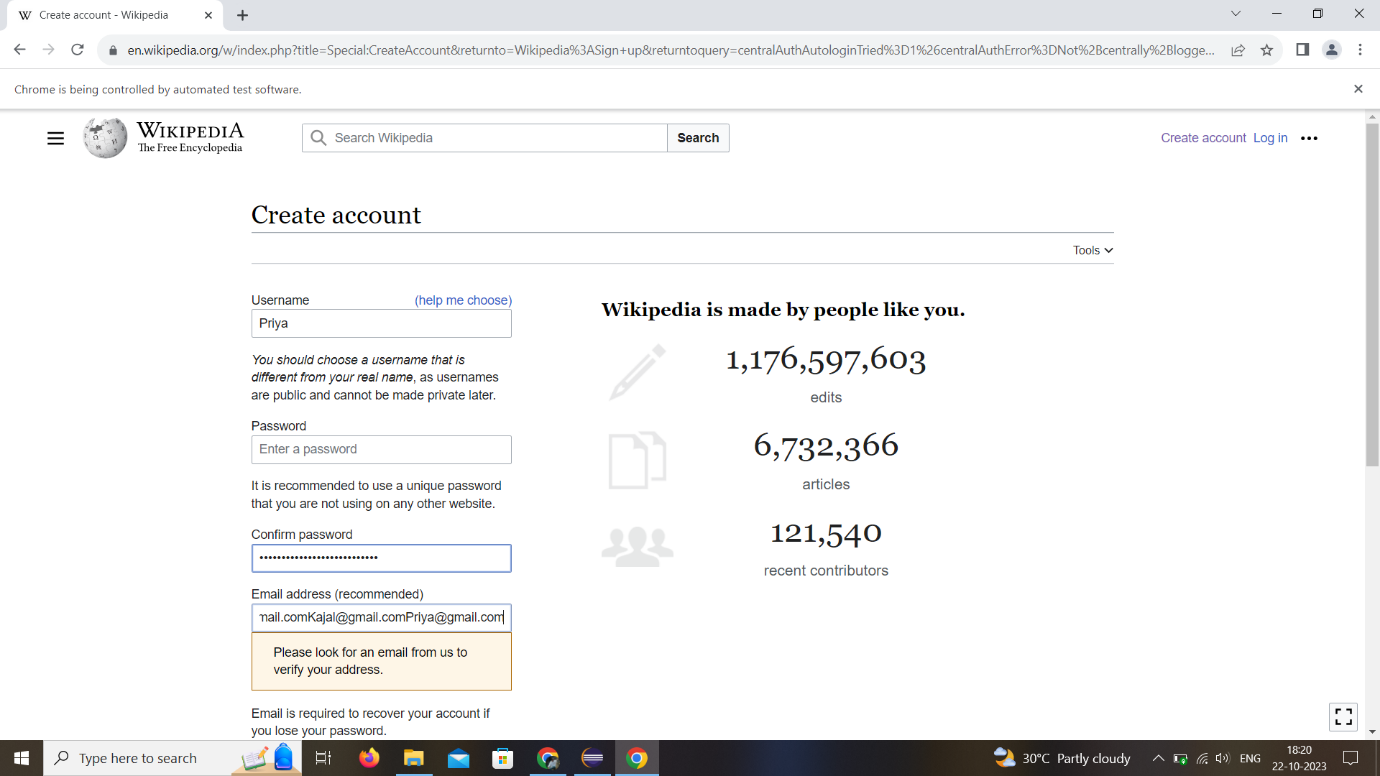 Create account - Wikipedia
en.wikipedia.org/w/index.php?title=Special:CreateAccount&returnto=Wikipedia%3ASign+up&returntoquery=centralAuthAutologinTried%3D1%26centralAuthError%3DNot%2Bcentrally%2Blogge...
Chrome is being controlled by automated test software.
WIKIPEDIA
The Free Encyclopedia
Search Wikipedia
Search
Create account Log in
Create account
Tools
Username (help me choose)
Priya
You should choose a username that is
different from your real name, as usernames
are public and cannot be made private later.
Password
Enter a password
It is recommended to use a unique password
that you are not using on any other website.
Confirm password
Email address (recommended)
mail.comKajal@gmail.comPriya@gmail.com
Please look for an email from us to
verify your address.
Email is required to recover your account if
you lose your password.
Wikipedia is made by people like you.
1,176,597,603
edits
6,732,366
articles
121,540
recent contributors
Type here to search
30°C Partly cloudy
ENG
18:20
22-10-2023